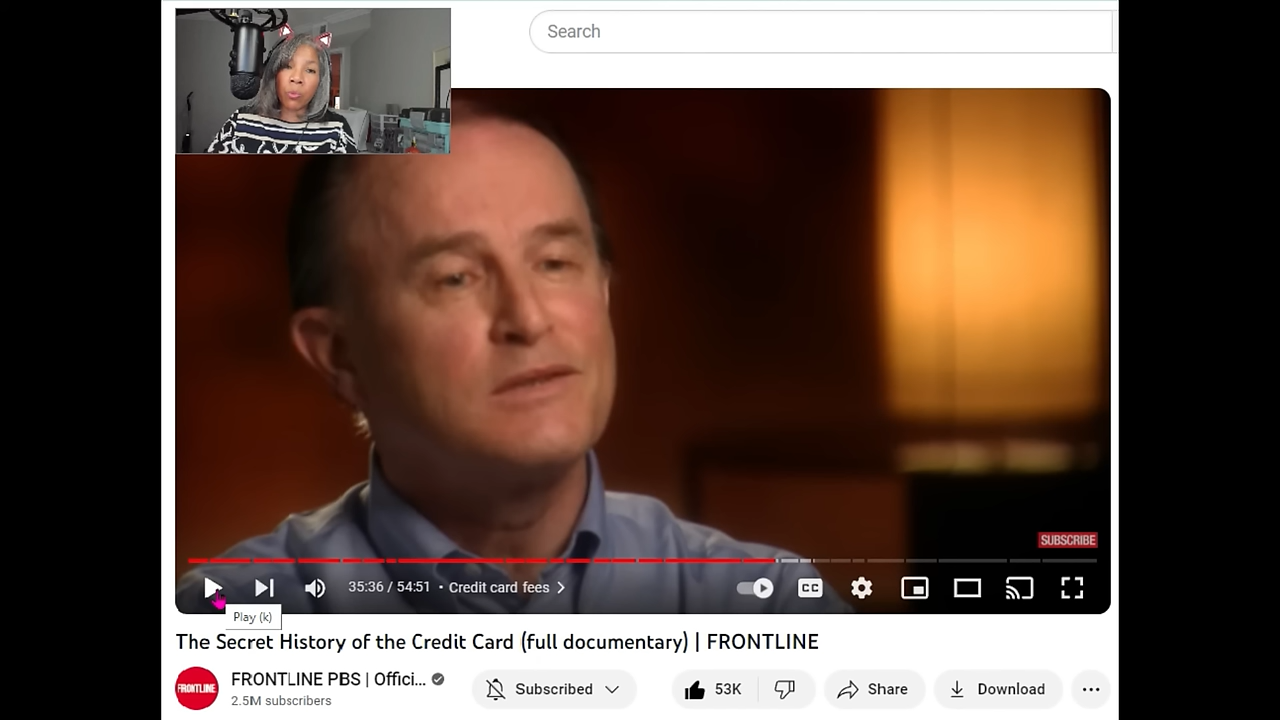 Search
SUBSCRIBE
35:36 / 54:51 • Credit card fees
CC
Play (k)
The Secret History of the Credit Card (full documentary) | FRONTLINE
FRONTLINE
FRONTLINE PBS | Offici...
2.5M subscribers
Subscribed
53K
Share
Download